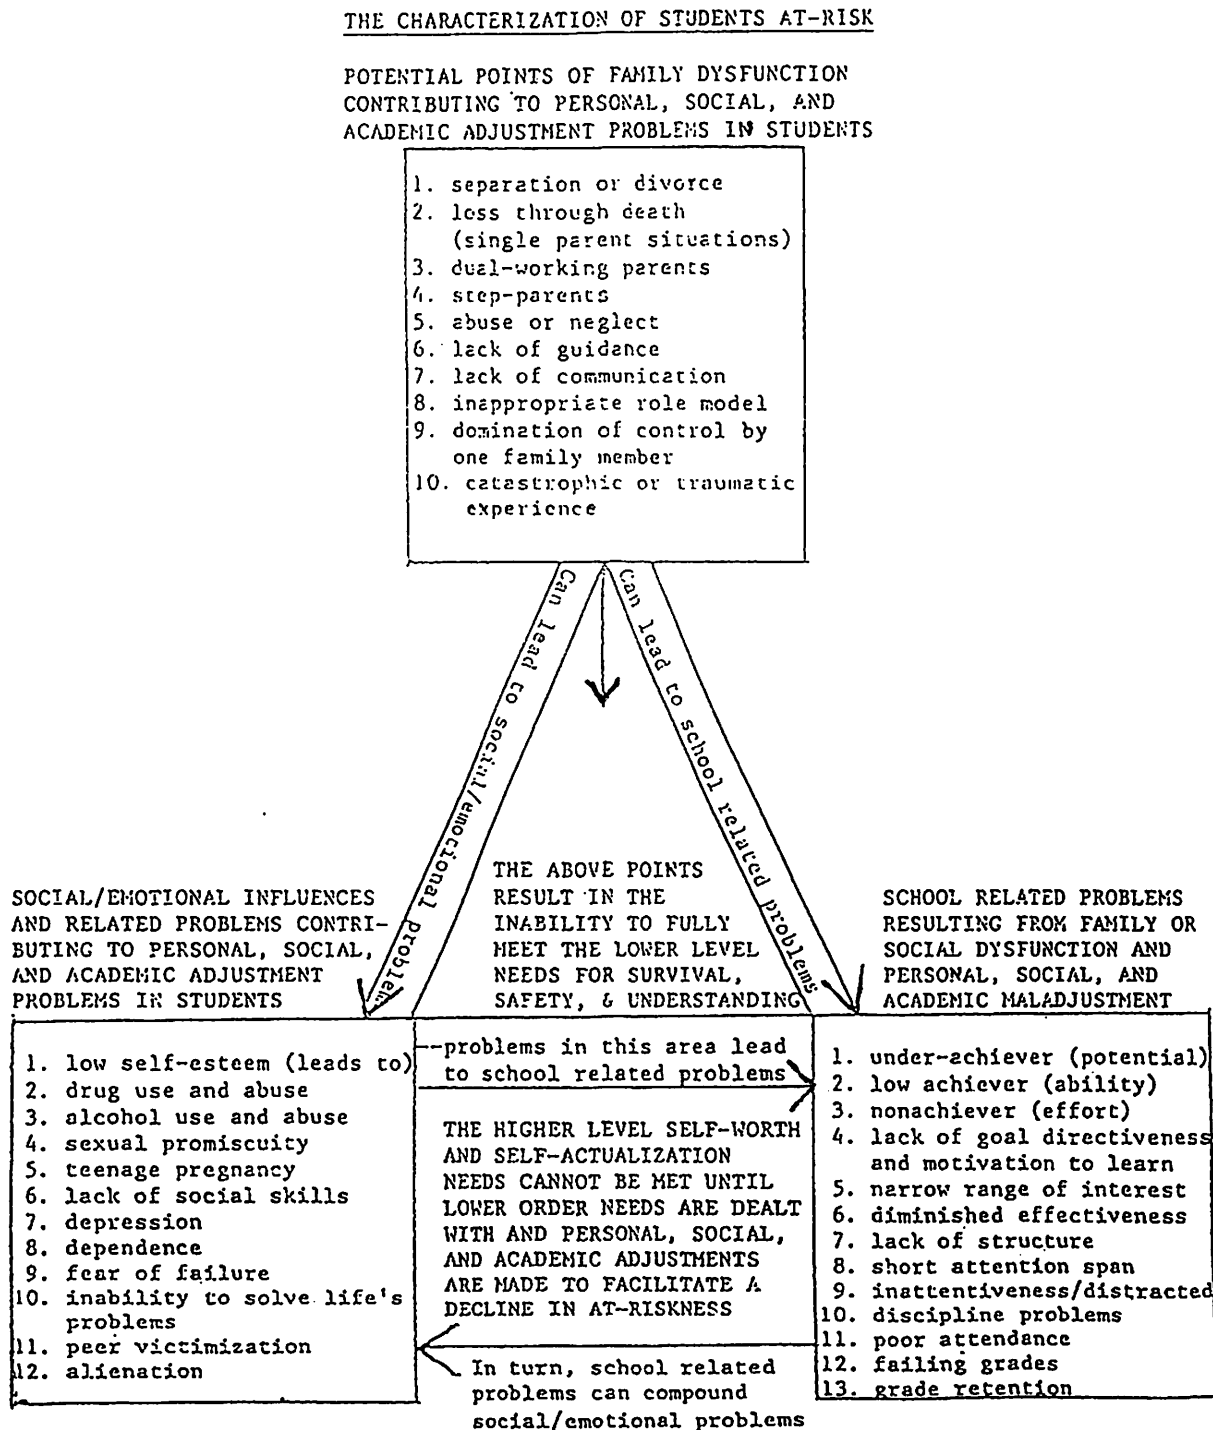 THE CHARACTERIZATION OF STUDENTS AT-RISK
POTENTIAL POINTS OF FAMILY DYSFUNCTION
CONTRIBUTING TO PERSONAL, SOCIAL, AND
ACADEMIC ADJUSTMENT PROBLEMS IN STUDENTS
1. separation or divorce
2. loss through death
(single parent situations)
3. dual-working parents
4. step-parents
5. abuse or neglect
6. lack of guidance
7. lack of communication
8. inappropriate role model
9. domination of control by
one family member
10. catastrophic or traumatic
experience
Can lead to social/emotional problems
Can lead to school related problems
SOCIAL/EMOTIONAL INFLUENCES
AND RELATED PROBLEMS CONTRI-
BUTING TO PERSONAL, SOCIAL,
AND ACADEMIC ADJUSTMENT
PROBLEMS IN STUDENTS
THE ABOVE POINTS
RESULT IN THE
INABILITY TO FULLY
MEET THE LOWER LEVEL
NEEDS FOR SURVIVAL,
SAFETY, & UNDERSTANDING
SCHOOL RELATED PROBLEMS
RESULTING FROM FAMILY OR
SOCIAL DYSFUNCTION AND
PERSONAL, SOCIAL, AND
ACADEMIC MALADJUSTMENT
1. low self-esteem (leads to)
2. drug use and abuse
3. alcohol use and abuse
4. sexual promiscuity
5. teenage pregnancy
6. lack of social skills
7. depression
8. dependence
9. fear of failure
10. inability to solve life's
problems
11. peer victimization
12. alienation
--problems in this area lead
to school related problems
THE HIGHER LEVEL SELF-WORTH
AND SELF-ACTUALIZATION
NEEDS CANNOT BE MET UNTIL
LOWER ORDER NEEDS ARE DEALT
WITH AND PERSONAL, SOCIAL,
AND ACADEMIC ADJUSTMENTS
ARE MADE TO FACILITATE A
DECLINE IN AT-RISKNESS
In turn, school related
problems can compound
social/emotional problems
1. under-achiever (potential)
2. low achiever (ability)
3. nonachiever (effort)
4. lack of goal directiveness
and motivation to learn
5. narrow range of interest
6. diminished effectiveness
7. lack of structure
8. short attention span
9. inattentiveness/distracted
10. discipline problems
11. poor attendance
12. failing grades
13. grade retention